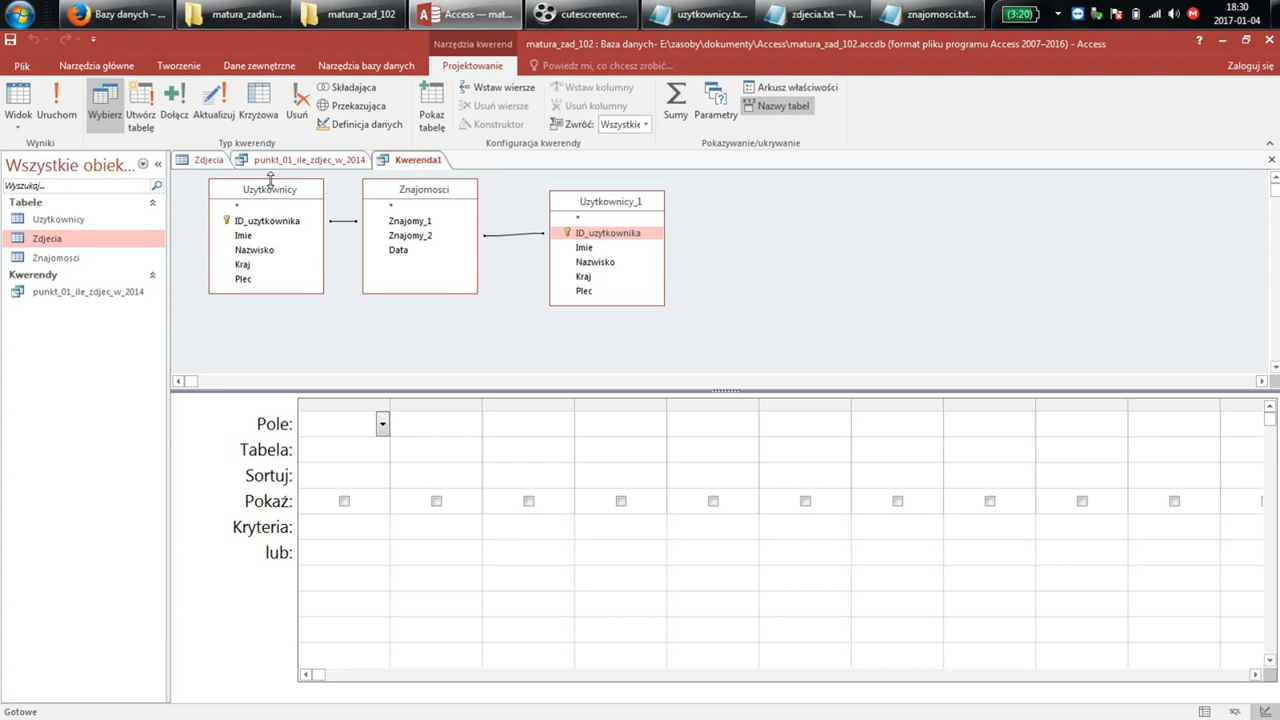 Bazy danych – ...
matura_zadani...
matura_zad_102
Access — mat...
cutescreenrec...
uzytkownicy.tx...
zdjecia.txt — N...
znajomosci.txt...
(3:20)
18:30
2017-01-04
Narzędzia kwerend
matura_zad_102 : Baza danych- E:\zasoby\dokumenty\Access\matura_zad_102.accdb (format pliku programu Access 2007–2016) - Access
?
Plik
Narzędzia główne
Tworzenie
Dane zewnętrzne
Narzędzia bazy danych
Projektowanie
Powiedz mi, co chcesz zrobić...
Zaloguj się
Widok
Uruchom
Wybierz
Utwórz tabelę
Dołącz
Aktualizuj
Krzyżowa
Usuń
Składająca
Przekazująca
Definicja danych
Pokaż tabelę
Wstaw wiersze
Usuń wiersze
Konstruktor
Wstaw kolumny
Usuń kolumny
Zwróć: Wszystkie
Sumy
Parametry
Arkusz właściwości
Nazwy tabel
Wyniki
Typ kwerendy
Konfiguracja kwerendy
Pokazywanie/ukrywanie
Wszystkie obiek...
Wyszukaj...
Tabele
Uzytkownicy
Zdjecia
Znajomosci
Kwerendy
punkt_01_ile_zdjec_w_2014
Zdjecia
punkt_01_ile_zdjec_w_2014
Kwerenda1
Uzytkownicy
*
ID_uzytkownika
Imie
Nazwisko
Kraj
Plec
Znajomosci
*
Znajomy_1
Znajomy_2
Data
Uzytkownicy_1
*
ID_uzytkownika
Imie
Nazwisko
Kraj
Plec
Pole:
Tabela:
Sortuj:
Pokaż:
Kryteria:
lub:
Gotowe
SQL